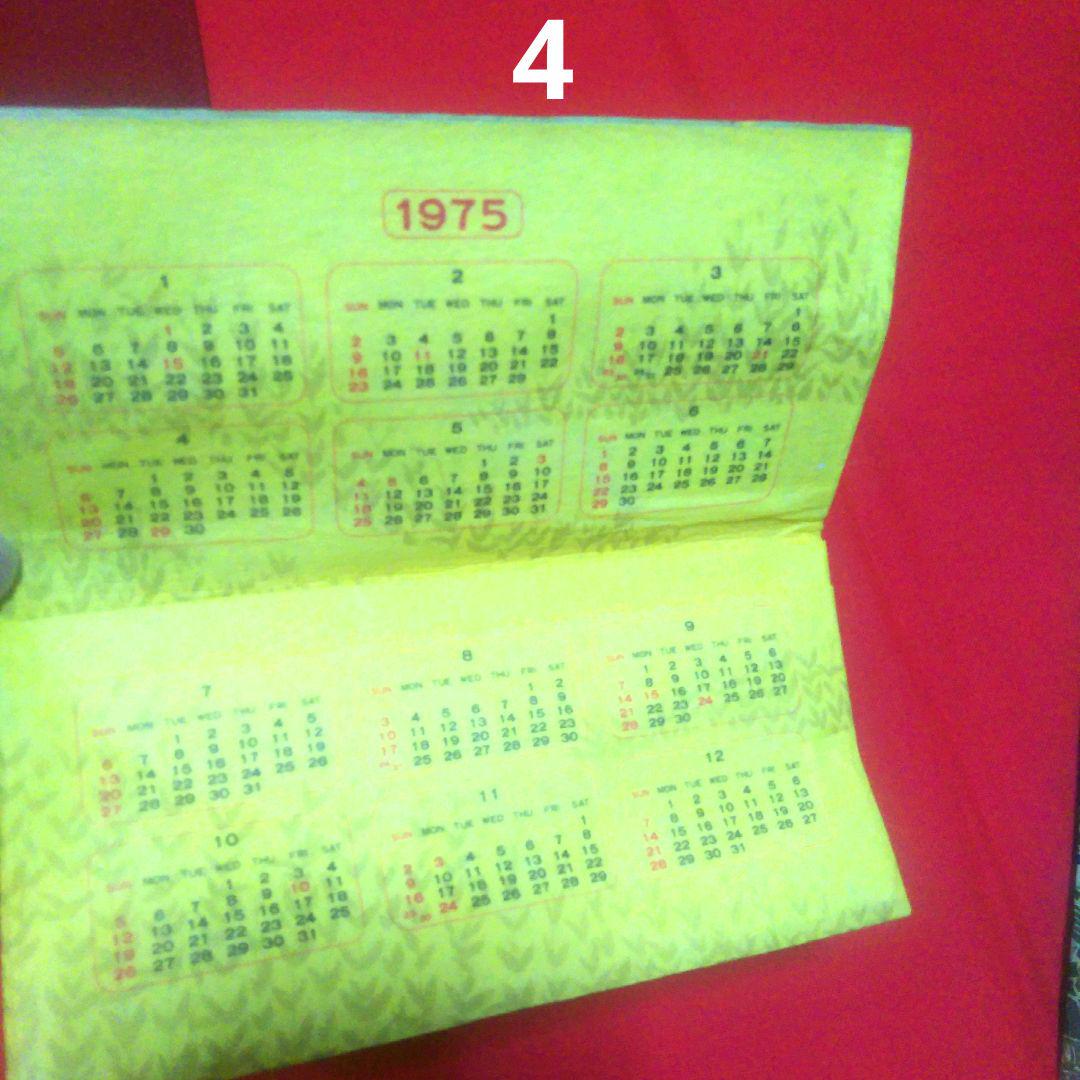 4
1975
1
SUN MON TUE WED THU FRI SAT
1 2 3 4
5 6 7 8 9 10 11
12 13 14 15 16 17 18
19 20 21 22 23 24 25
26 27 28 29 30 31
2
SUN MON TUE WED THU FRI SAT
1
2 3 4 5 6 7 8
9 10 11 12 13 14 15
16 17 18 19 20 21 22
23 24 25 26 27 28
3
SUN MON TUE WED THU FRI SAT
1
2 3 4 5 6 7 8
9 10 11 12 13 14 15
16 17 18 19 20 21 22
25 26 27 28 29
4
SUN MON TUE WED THU FRI SAT
1 2 3 4 5
6 7 8 9 10 11 12
13 14 15 16 17 18 19
20 21 22 23 24 25 26
27 28 29 30
5
SUN MON TUE WED THU FRI SAT
1 2 3
4 5 6 7 8 9 10
11 12 13 14 15 16 17
18 19 20 21 22 23 24
25 26 27 28 29 30 31
6
SUN MON TUE WED THU FRI SAT
1 2 3 4 5 6 7
8 9 10 11 12 13 14
15 16 17 18 19 20 21
22 23 24 25 26 27 28
29 30
7
SUN MON TUE WED THU FRI SAT
1 2 3 4 5
6 7 8 9 10 11 12
13 14 15 16 17 18 19
20 21 22 23 24 25 26
27 28 29 30 31
8
SUN MON TUE WED THU FRI SAT
1 2
3 4 5 6 7 8 9
10 11 12 13 14 15 16
17 18 19 20 21 22 23
25 26 27 28 29 30
9
SUN MON TUE WED THU FRI SAT
1 2 3 4 5 6
7 8 9 10 11 12 13
14 15 16 17 18 19 20
21 22 23 24 25 26 27
28 29 30
10
SUN MON TUE WED THU FRI SAT
1 2 3 4
5 6 7 8 9 10 11
12 13 14 15 16 17 18
19 20 21 22 23 24 25
26 27 28 29 30 31
11
SUN MON TUE WED THU FRI SAT
1
2 3 4 5 6 7 8
9 10 11 12 13 14 15
16 17 18 19 20 21 22
24 25 26 27 28 29
12
SUN MON TUE WED THU FRI SAT
1 2 3 4 5 6
7 8 9 10 11 12 13
14 15 16 17 18 19 20
21 22 23 24 25 26 27
28 29 30 31